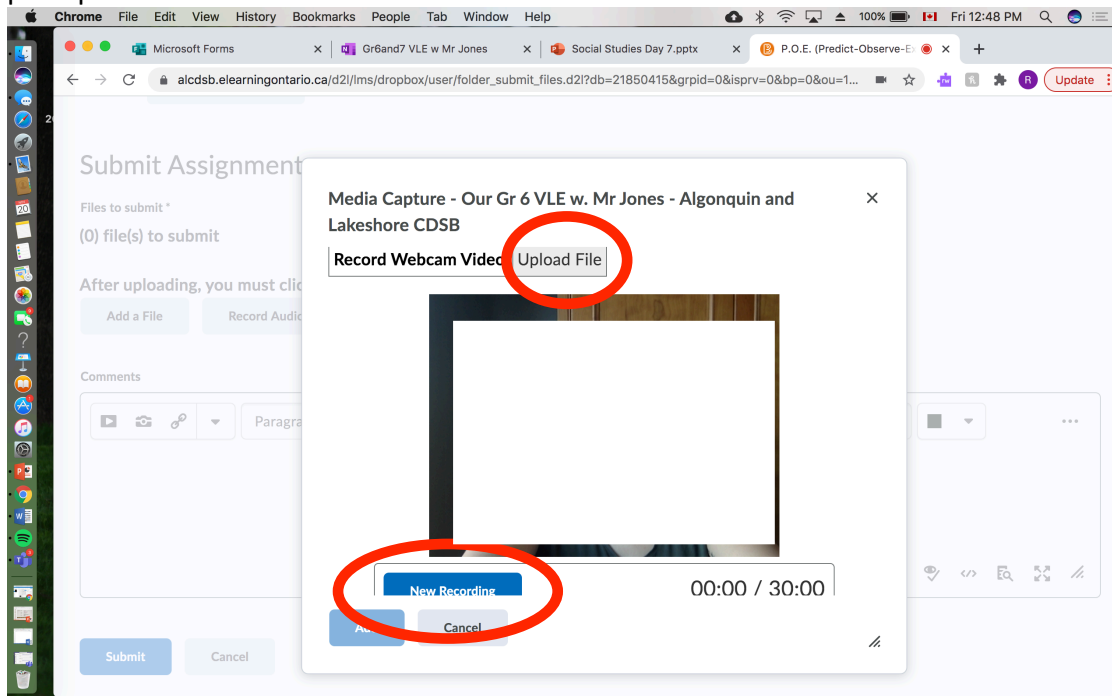 Chrome File Edit View History Bookmarks People Tab Window Help 100% Fri 12:48 PM
Microsoft Forms Gr6and7 VLE w Mr Jones Social Studies Day 7.pptx P.O.E. (Predict-Observe-Ex
alcdsb.elearningontario.ca/d2l/lms/dropbox/user/folder_submit_files.d2l?db=21850415&grpid=0&isprv=0&bp=0&ou=1... R Update
Submit Assignment
Media Capture - Our Gr 6 VLE w. Mr Jones - Algonquin and
Lakeshore CDSB
Files to submit *
(0) file(s) to submit
Record Webcam Video Upload File
After uploading, you must clic
Add a File Record Audio
Comments
Paragra
New Recording 00:00 / 30:00
Cancel
Submit Cancel